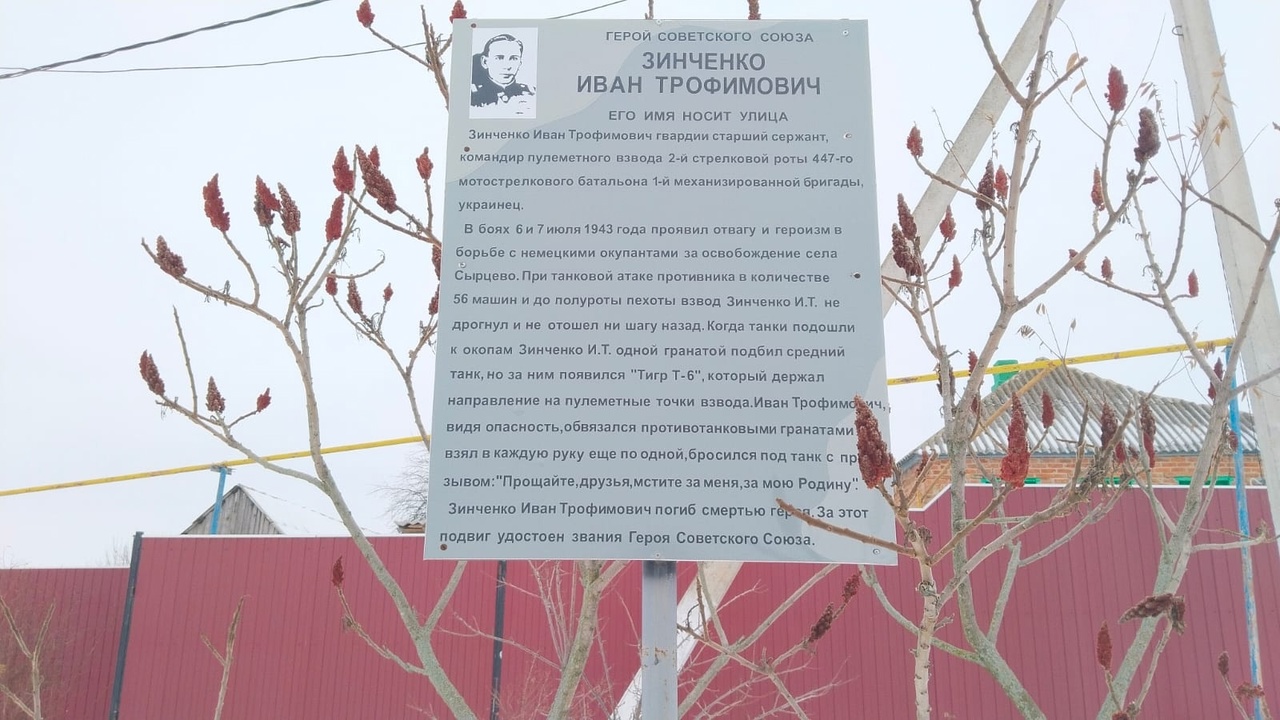 ГЕРОЙ СОВЕТСКОГО СОЮЗА
ЗИНЧЕНКО
ИВАН ТРОФИМОВИЧ
ЕГО ИМЯ НОСИТ УЛИЦА
Зинченко Иван Трофимович гвардии старший сержант,
командир пулеметного взвода 2-й стрелковой роты 447-го
мотострелкового батальона 1-й механизированной бригады,
украинец.
В боях 6 и 7 июля 1943 года проявил отвагу и героизм в
борьбе с немецкими окупантами за освобождение села
Сырцево. При танковой атаке противника в количестве
56 машин и до полуроты пехоты взвод Зинченко И.Т. не
дрогнул и не отошел ни шагу назад. Когда танки подошли
к окопам Зинченко И.Т. одной гранатой подбил средний
танк, но за ним появился "Тигр Т-6", который держал
направление на пулеметные точки взвода. Иван Трофимович,
видя опасность, обвязался противотанковыми гранатами
взял в каждую руку еще по одной, бросился под танк с
зывом: "Прощайте, друзья, мстите за меня, за мою Родину".
Зинченко Иван Трофимович погиб смертью героя. За этот
подвиг удостоен звания Героя Советского Союза.